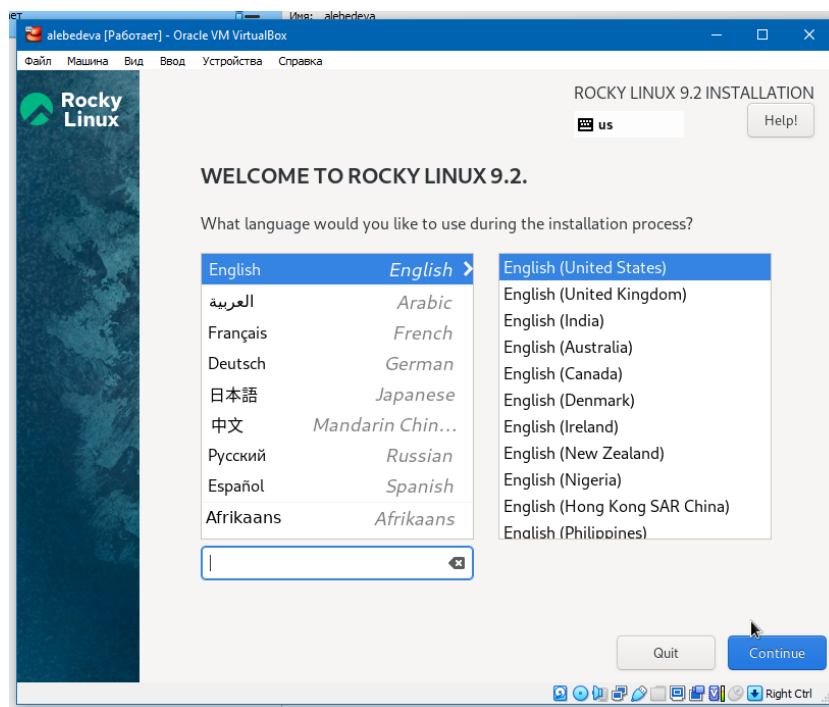 Имя: alebedeva
alebedeva [Работает] - Oracle VM VirtualBox
Файл Машина Вид Ввод Устройства Справка
Rocky
Linux
ROCKY LINUX 9.2 INSTALLATION
us
Help!
WELCOME TO ROCKY LINUX 9.2.
What language would you like to use during the installation process?
English English
العربية Arabic
Français French
Deutsch German
日本語 Japanese
中文 Mandarin Chin...
Русский Russian
Español Spanish
Afrikaans Afrikaans
English (United States)
English (United Kingdom)
English (India)
English (Australia)
English (Canada)
English (Denmark)
English (Ireland)
English (New Zealand)
English (Nigeria)
English (Hong Kong SAR China)
English (Philippines)
Quit
Continue
Right Ctrl